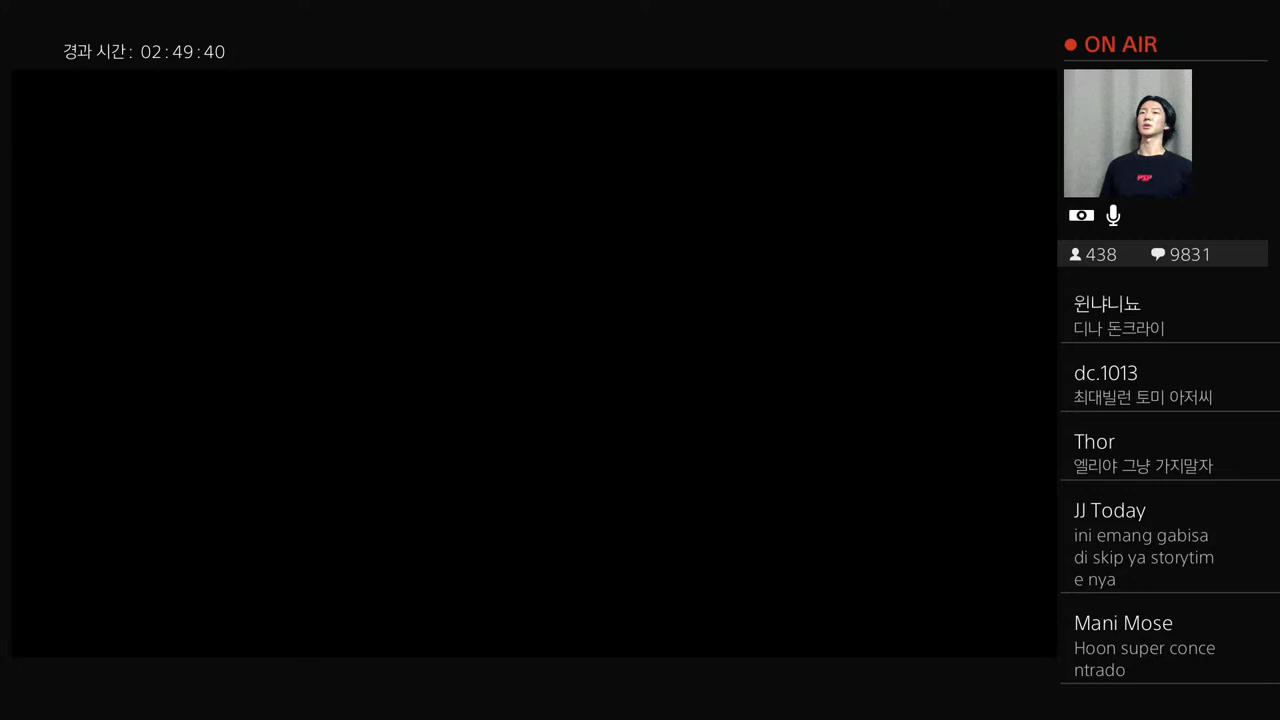 경과 시간: 02:49:40
ON AIR
438 9831
윈냐니뇨
디나 돈크라이
dc.1013
최대빌런 토미 아저씨
Thor
엘리야 그냥 가지말자
JJ Today
ini emang gabisa
di skip ya storytim
e nya
Mani Mose
Hoon super conce
ntrado